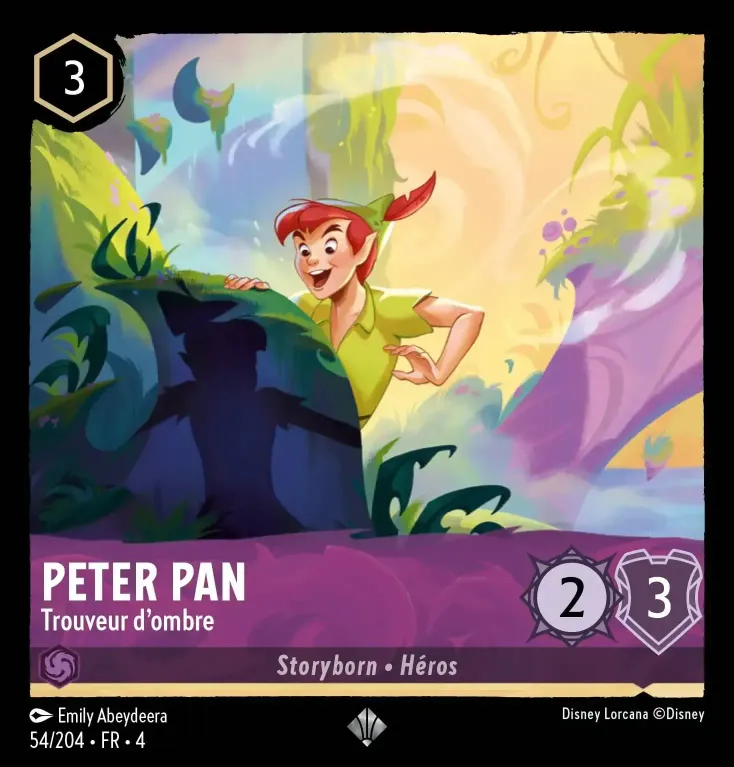 3
PETER PAN
Trouveur d'ombre
2
3
Storyborn • Héros
Emily Abeydeera
Disney Lorcana ©Disney
54/204 • FR • 4